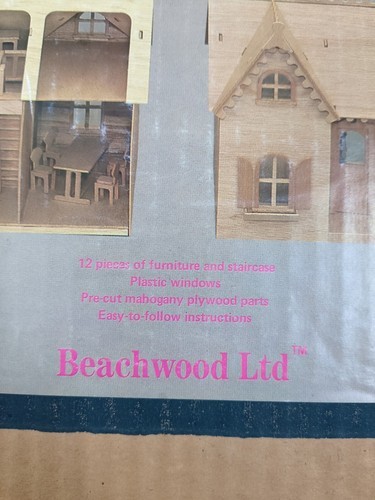 12 pieces of furniture and staircase
Plastic windows
Pre-cut mahogany plywood parts
Easy-to-follow instructions
Beachwood Ltd™